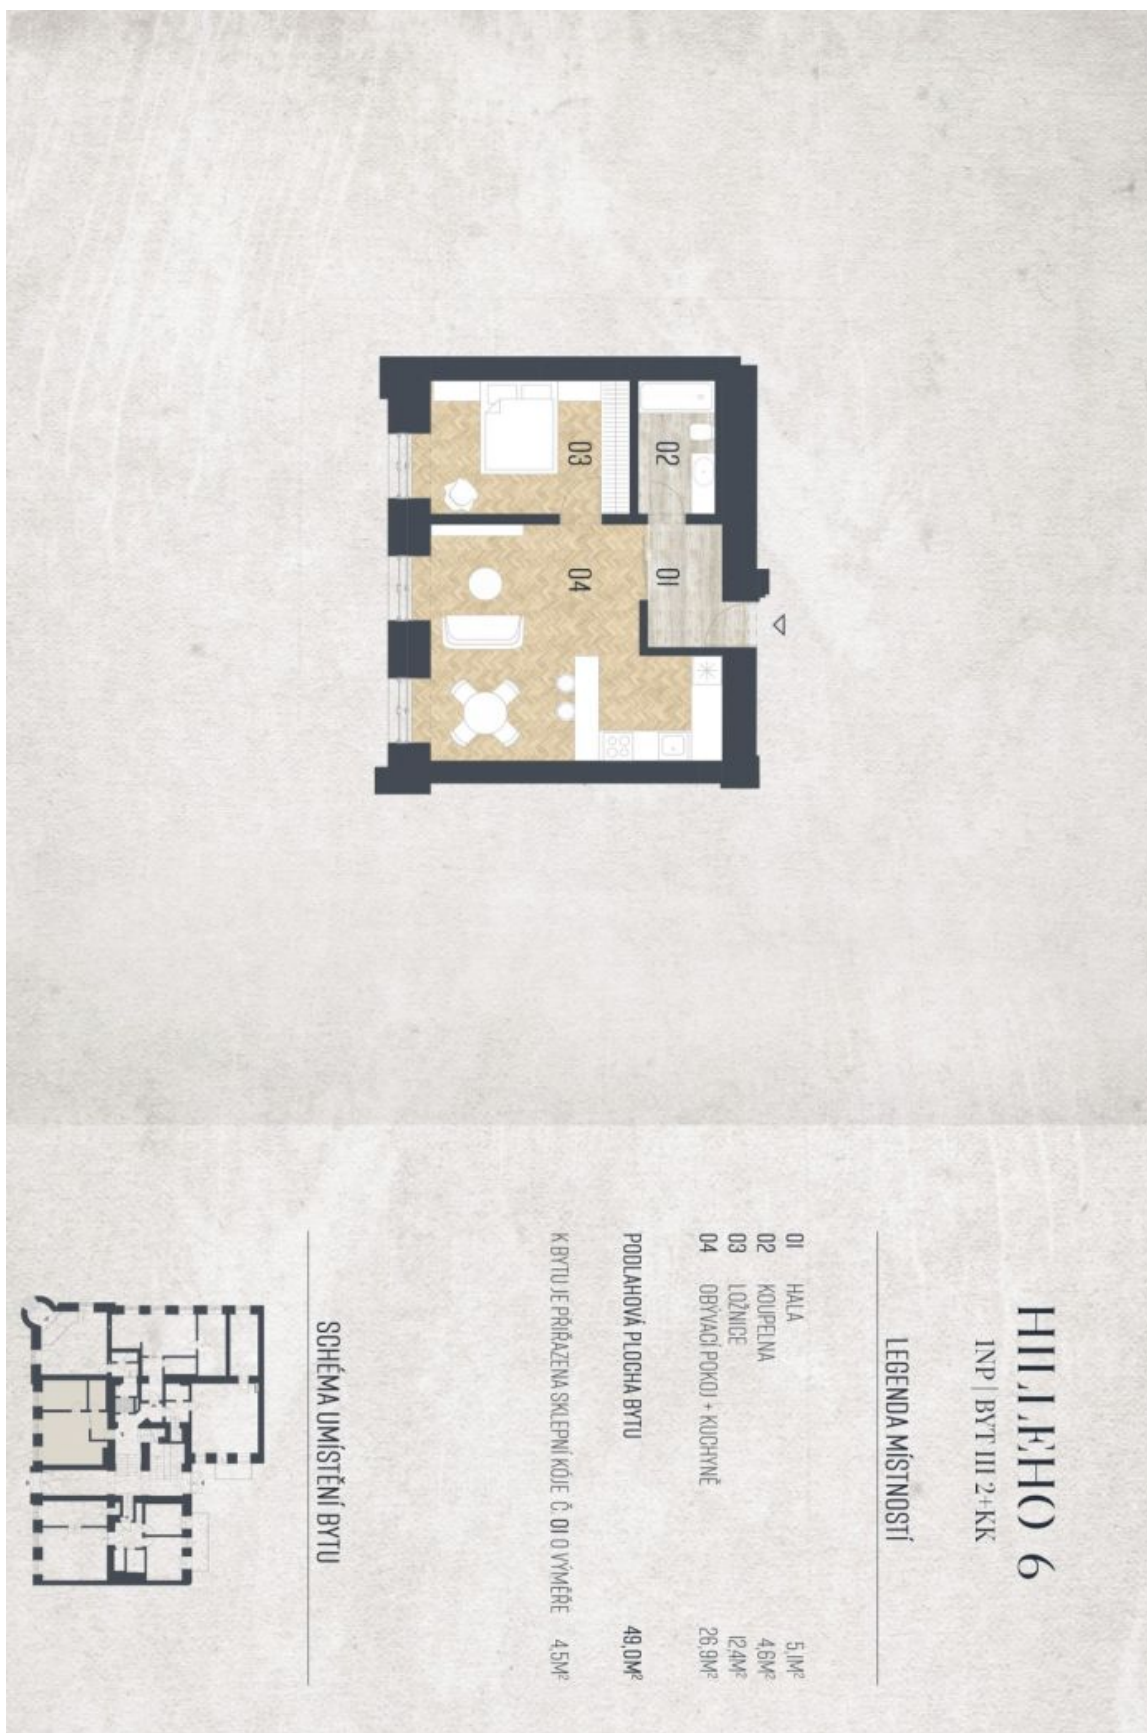 HILLEHO 6
1NP | BYT III 2+KK
LEGENDA MÍSTNOSTÍ
01 HALA 5,1M²
02 KOUPELNA 4,6M²
03 LOŽNICE 12,4M²
04 OBÝVACÍ POKOJ + KUCHYNĚ 26,9M²
PODLAHOVÁ PLOCHA BYTU 49,0M²
K BYTU JE PŘIŘAZENA SKLEPNÍ KÓJE Č. 01 O VÝMĚŘE 4,5M²
SCHÉMA UMÍSTĚNÍ BYTU
02
01
03
04